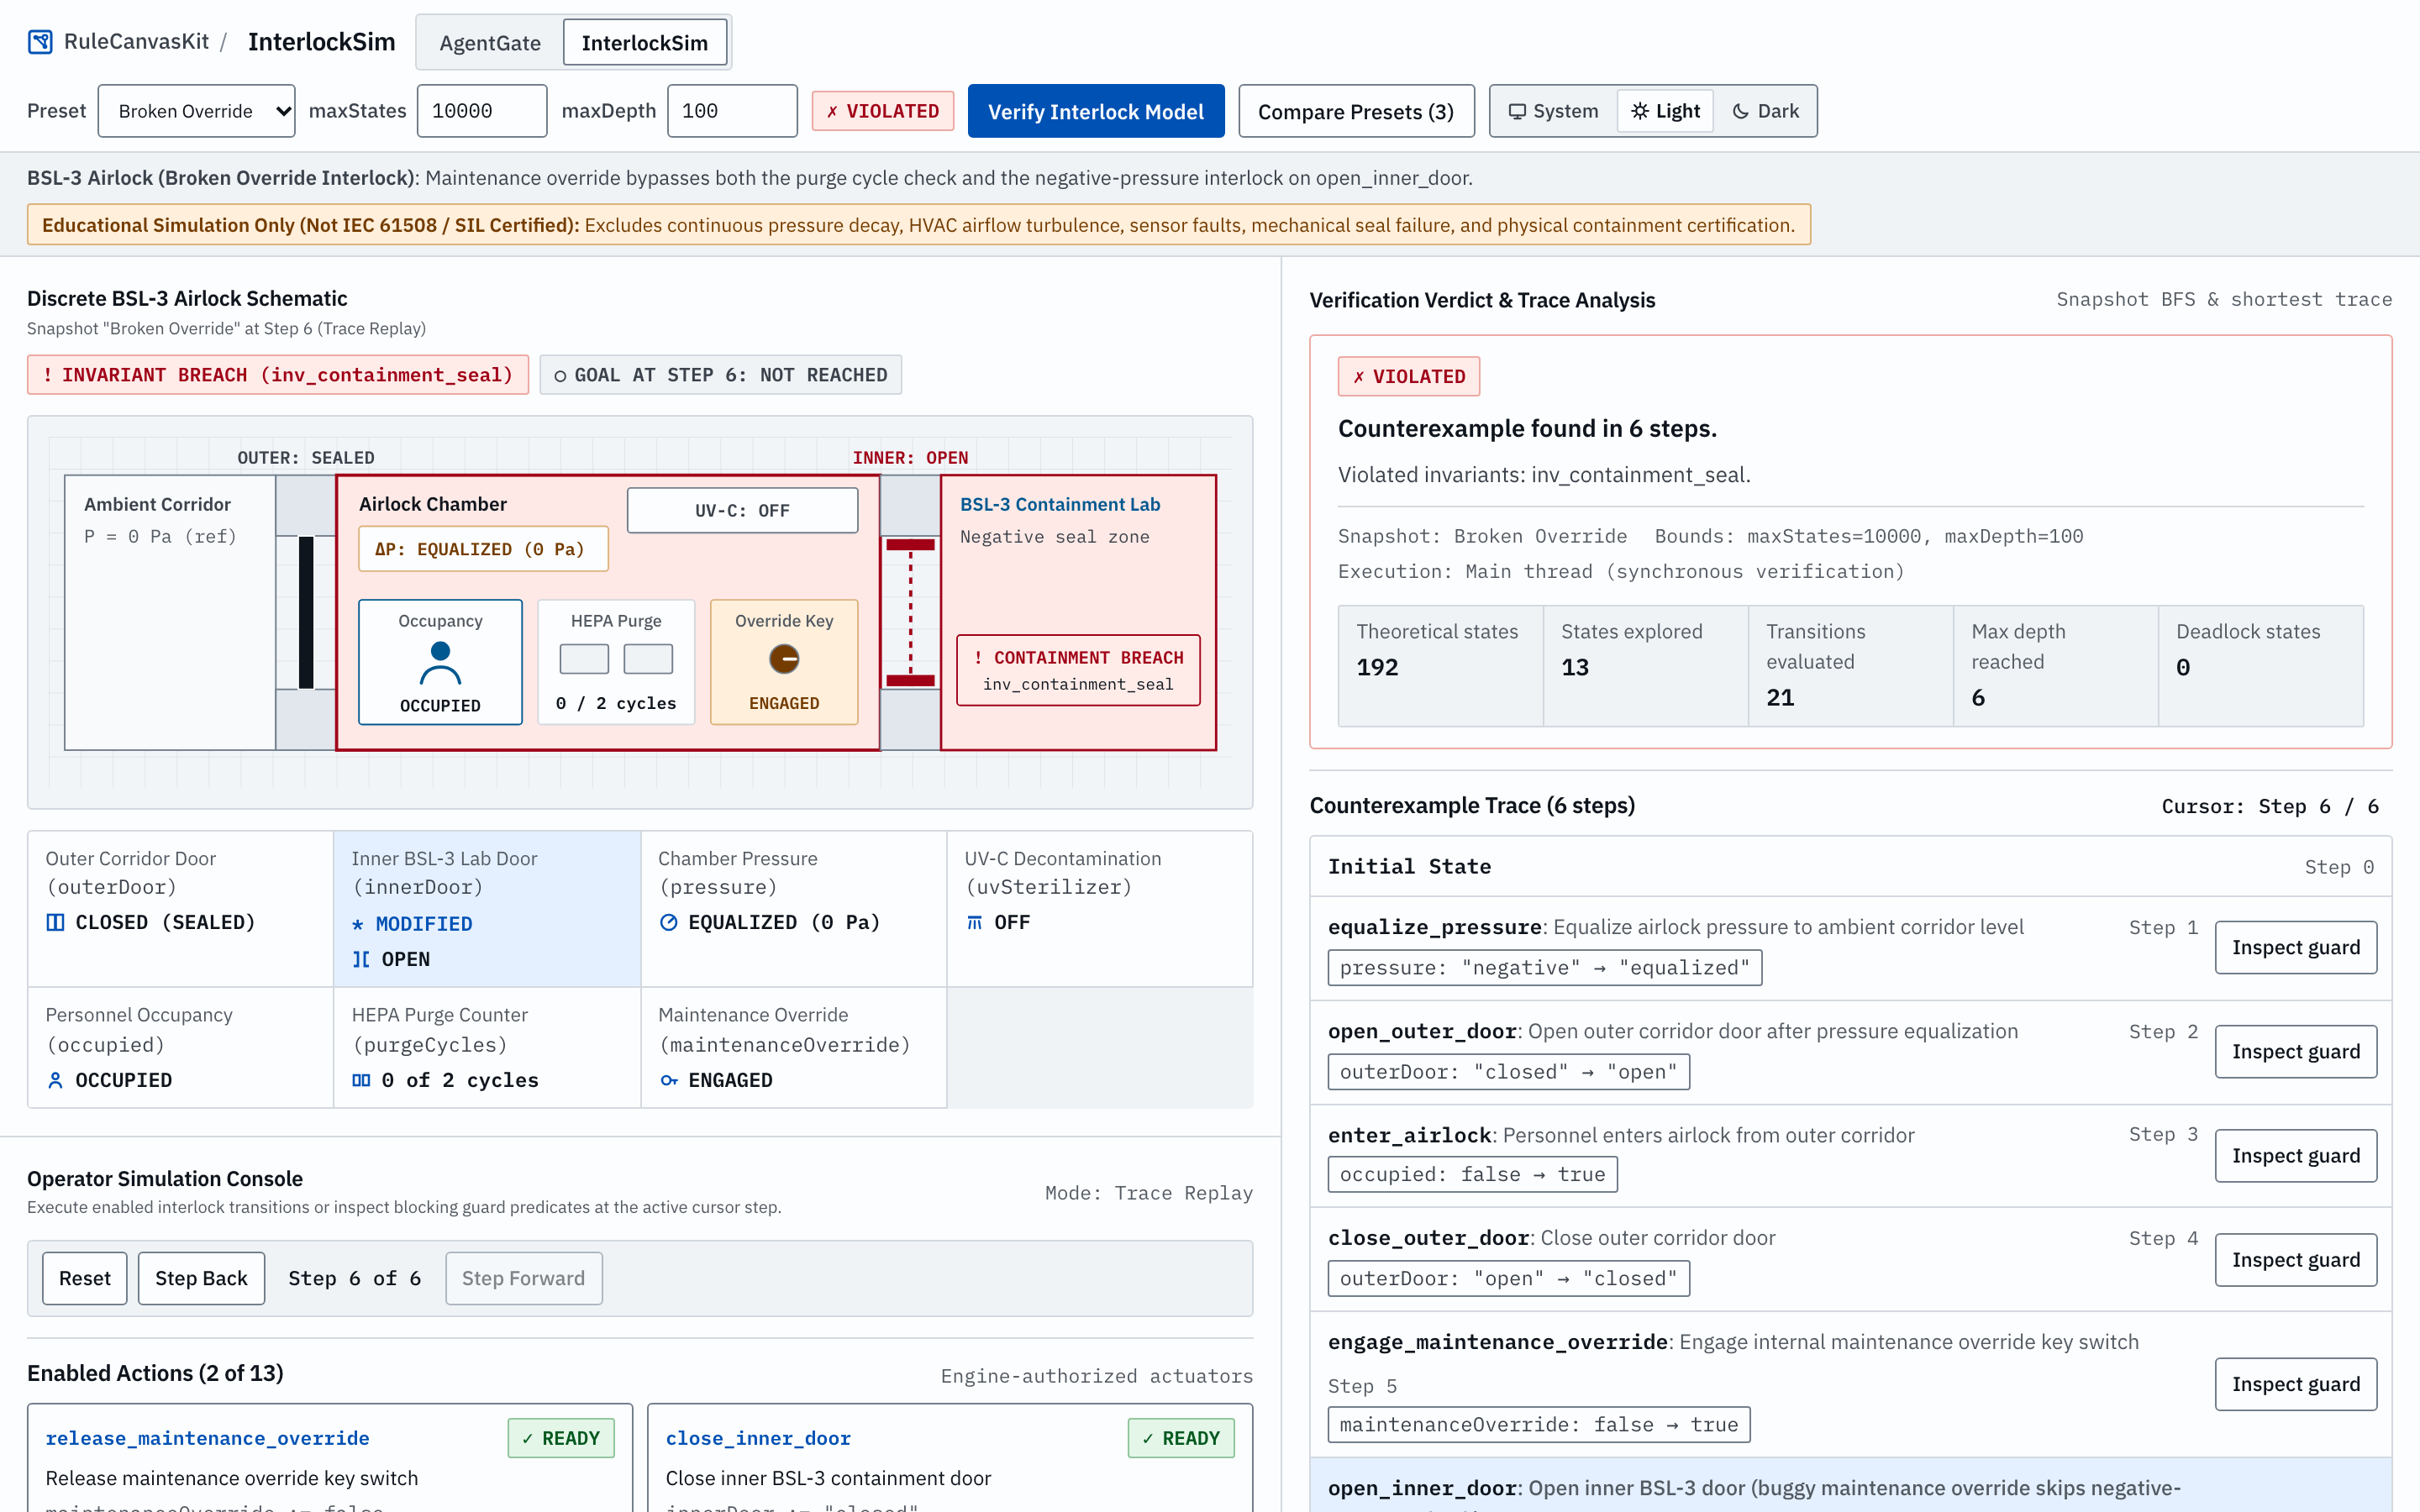 RuleCanvasKit / InterlockSim AgentGate InterlockSim
Preset Broken Override maxStates 10000 maxDepth 100 ✗ VIOLATED Verify Interlock Model Compare Presets (3) System Light Dark
BSL-3 Airlock (Broken Override Interlock): Maintenance override bypasses both the purge cycle check and the negative-pressure interlock on open_inner_door.
Educational Simulation Only (Not IEC 61508 / SIL Certified): Excludes continuous pressure decay, HVAC airflow turbulence, sensor faults, mechanical seal failure, and physical containment certification.
Discrete BSL-3 Airlock Schematic
Snapshot "Broken Override" at Step 6 (Trace Replay)
! INVARIANT BREACH (inv_containment_seal) ○ GOAL AT STEP 6: NOT REACHED
OUTER: SEALED INNER: OPEN
Ambient Corridor
P = 0 Pa (ref)
Airlock Chamber
UV-C: OFF
ΔP: EQUALIZED (0 Pa)
Occupancy
OCCUPIED
HEPA Purge
0 / 2 cycles
Override Key
ENGAGED
BSL-3 Containment Lab
Negative seal zone
! CONTAINMENT BREACH
inv_containment_seal
Outer Corridor Door
(outerDoor)
CLOSED (SEALED)
Inner BSL-3 Lab Door
(innerDoor)
* MODIFIED
OPEN
Chamber Pressure
(pressure)
EQUALIZED (0 Pa)
UV-C Decontamination
(uvSterilizer)
OFF
Personnel Occupancy
(occupied)
OCCUPIED
HEPA Purge Counter
(purgeCycles)
0 of 2 cycles
Maintenance Override
(maintenanceOverride)
ENGAGED
Operator Simulation Console
Execute enabled interlock transitions or inspect blocking guard predicates at the active cursor step.
Mode: Trace Replay
Reset Step Back Step 6 of 6 Step Forward
Enabled Actions (2 of 13) Engine-authorized actuators
release_maintenance_override ✓ READY
Release maintenance override key switch
maintenanceOverride := false
close_inner_door ✓ READY
Close inner BSL-3 containment door
innerDoor := "closed"
Verification Verdict & Trace Analysis Snapshot BFS & shortest trace
✗ VIOLATED
Counterexample found in 6 steps.
Violated invariants: inv_containment_seal.
Snapshot: Broken Override Bounds: maxStates=10000, maxDepth=100
Execution: Main thread (synchronous verification)
Theoretical states
192
States explored
13
Transitions
evaluated
21
Max depth
reached
6
Deadlock states
0
Counterexample Trace (6 steps) Cursor: Step 6 / 6
Initial State Step 0
equalize_pressure: Equalize airlock pressure to ambient corridor level Step 1 Inspect guard
pressure: "negative" → "equalized"
open_outer_door: Open outer corridor door after pressure equalization Step 2 Inspect guard
outerDoor: "closed" → "open"
enter_airlock: Personnel enters airlock from outer corridor Step 3 Inspect guard
occupied: false → true
close_outer_door: Close outer corridor door Step 4 Inspect guard
outerDoor: "open" → "closed"
engage_maintenance_override: Engage internal maintenance override key switch
Step 5 Inspect guard
maintenanceOverride: false → true
open_inner_door: Open inner BSL-3 door (buggy maintenance override skips negative-